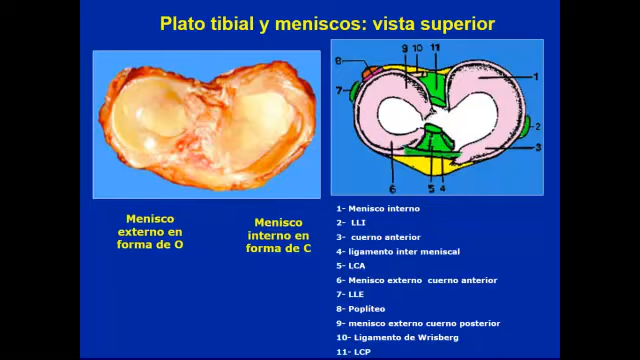 Plato tibial y meniscos: vista superior
Menisco
externo en
forma de O
Menisco
interno en
forma de C
8
9 10 11
7
1
2
3
6
5 4
1- Menisco interno
2- LLI
3- cuerno anterior
4- ligamento inter meniscal
5- LCA
6- Menisco externo cuerno anterior
7- LLE
8- Poplíteo
9- menisco externo cuerno posterior
10- Ligamento de Wrisberg
11- LCP